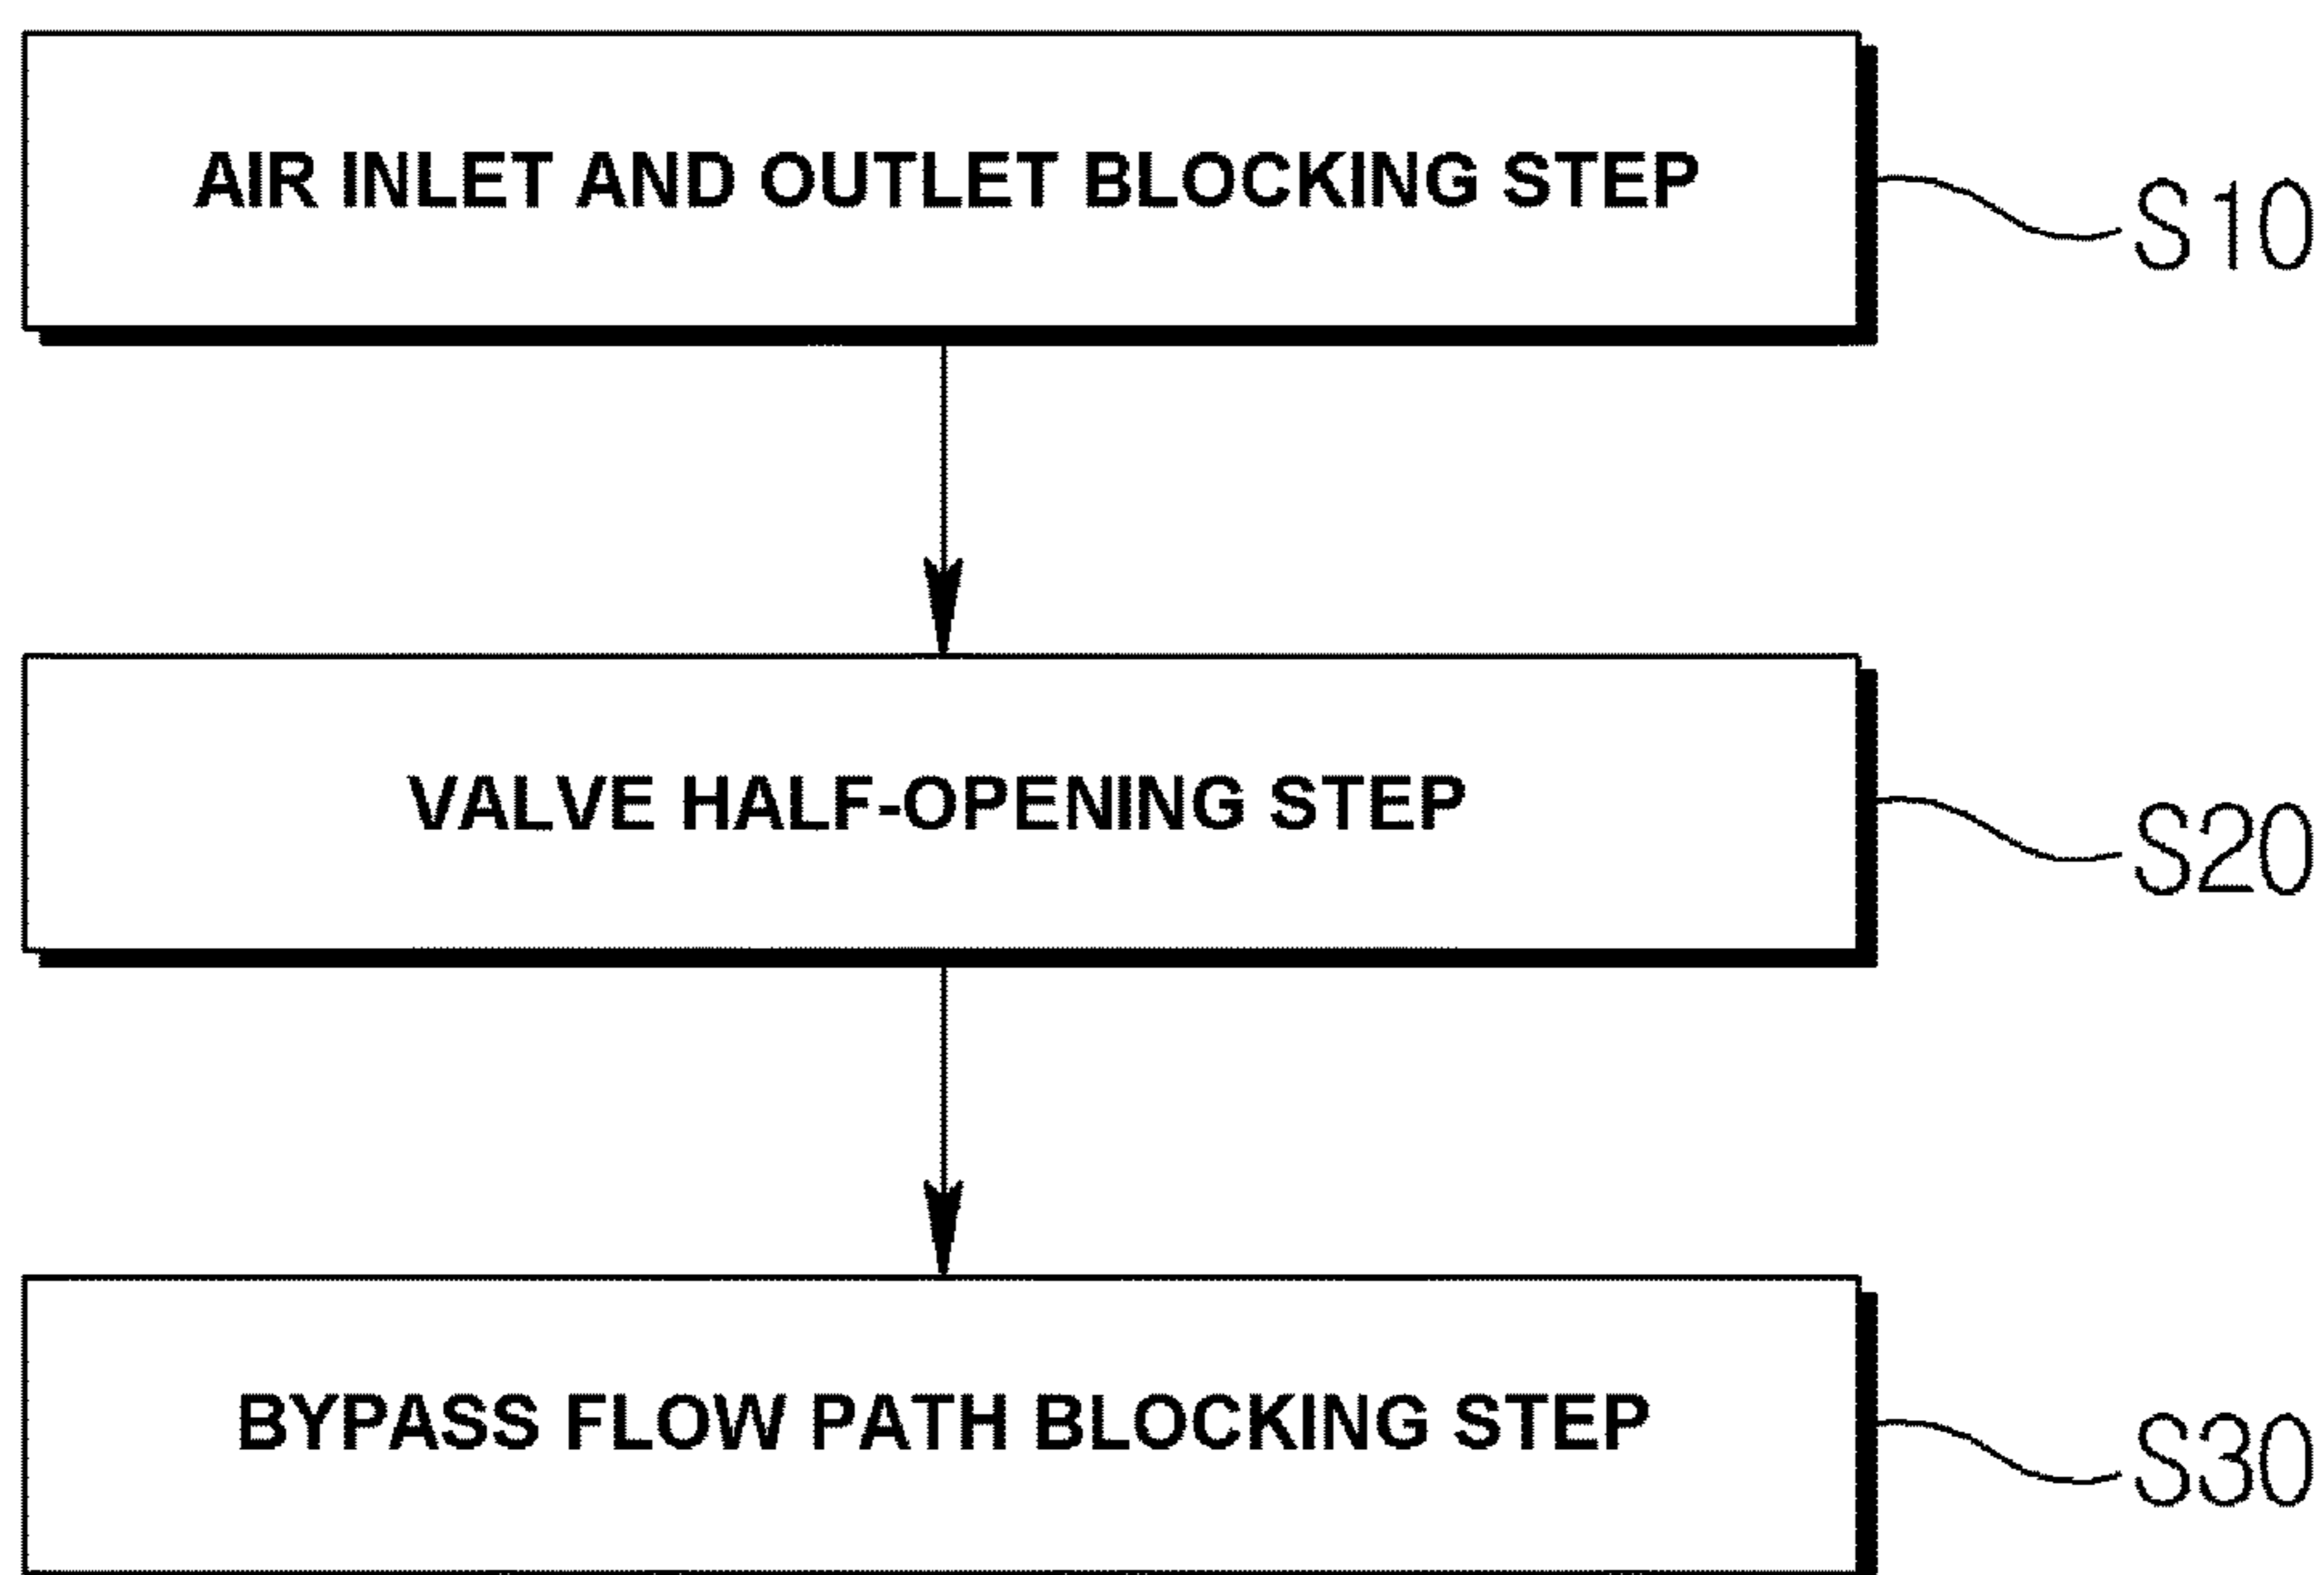 AIR INLET AND OUTLET BLOCKING STEP
S10
VALVE HALF-OPENING STEP
S20
BYPASS FLOW PATH BLOCKING STEP
S30